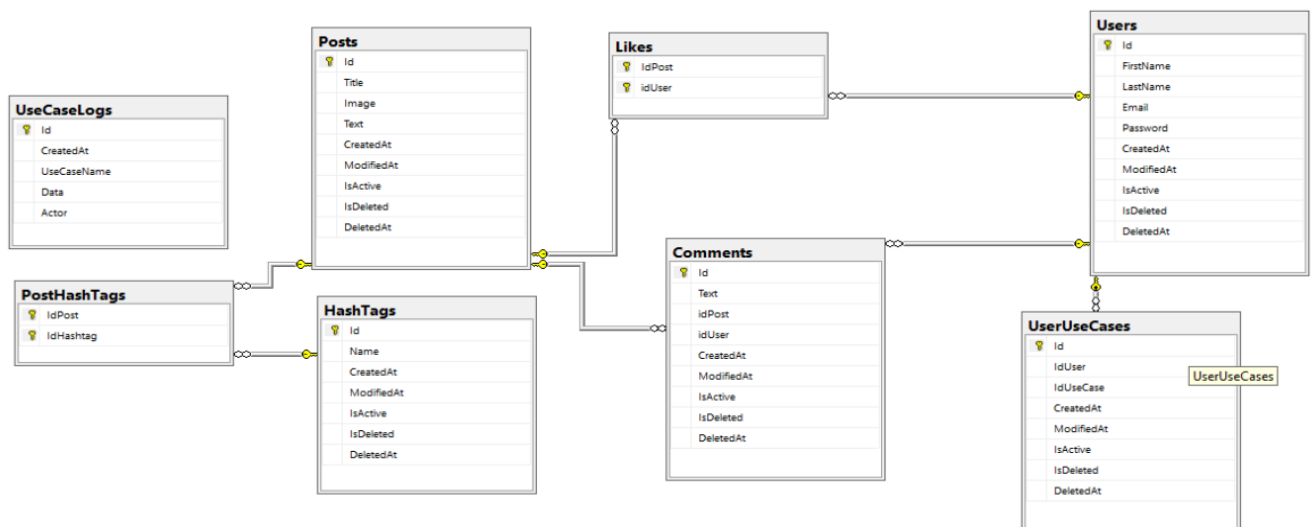 UseCaseLogs
Id
CreatedAt
UseCaseName
Data
Actor
Posts
Id
Title
Image
Text
CreatedAt
ModifiedAt
IsActive
IsDeleted
DeletedAt
Likes
IdPost
idUser
Users
Id
FirstName
LastName
Email
Password
CreatedAt
ModifiedAt
IsActive
IsDeleted
DeletedAt
PostHashTags
IdPost
IdHashtag
HashTags
Id
Name
CreatedAt
ModifiedAt
IsActive
IsDeleted
DeletedAt
Comments
Id
Text
idPost
idUser
CreatedAt
ModifiedAt
IsActive
IsDeleted
DeletedAt
UserUseCases
Id
IdUser
IdUseCase
CreatedAt
ModifiedAt
IsActive
IsDeleted
DeletedAt
UserUseCases